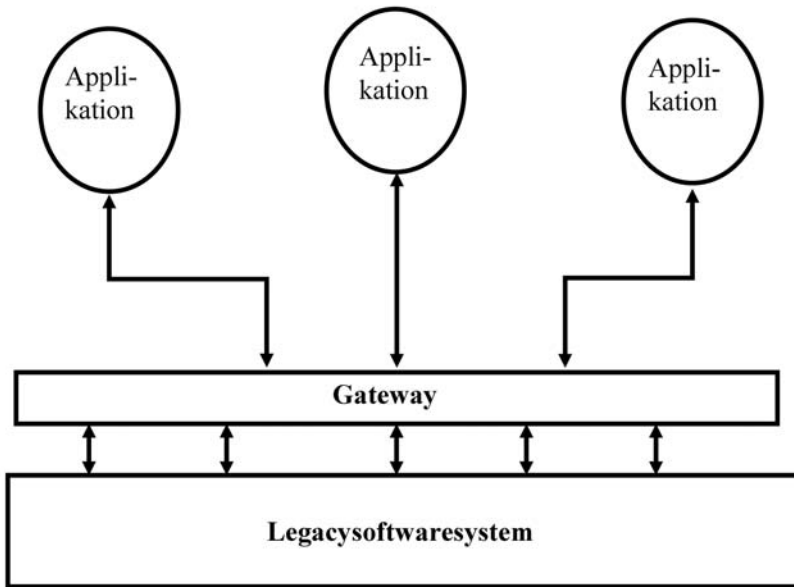 Appli-
kation
Appli-
kation
Appli-
kation
Gateway
Legacysoftwaresystem